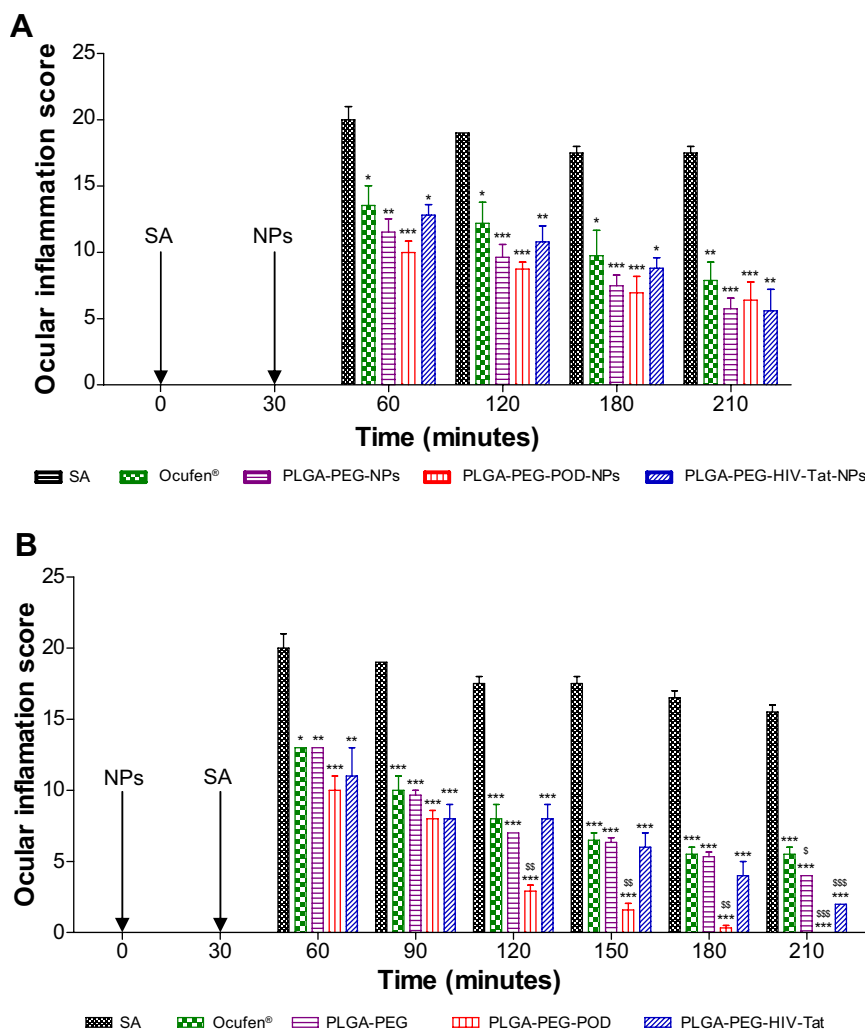 A
Ocular inflammation score
25
20
15
10
5
0
SA
NPs
* ** *** *
* *** *** **
* *** *** *
** *** *** **
0 30 60 120 180 210
Time (minutes)
SA Ocufen® PLGA-PEG-NPs PLGA-PEG-POD-NPs PLGA-PEG-HIV-Tat-NPs
B
Ocular inflamation score
25
20
15
10
5
0
NPs
SA
* ** *** **
*** *** *** ***
*** *** $$ *** ***
*** *** $$ *** ***
*** *** $$ *** ***
*** $ *** $$$ *** $$$ ***
0 30 60 90 120 150 180 210
Time (minutes)
SA Ocufen® PLGA-PEG PLGA-PEG-POD PLGA-PEG-HIV-Tat